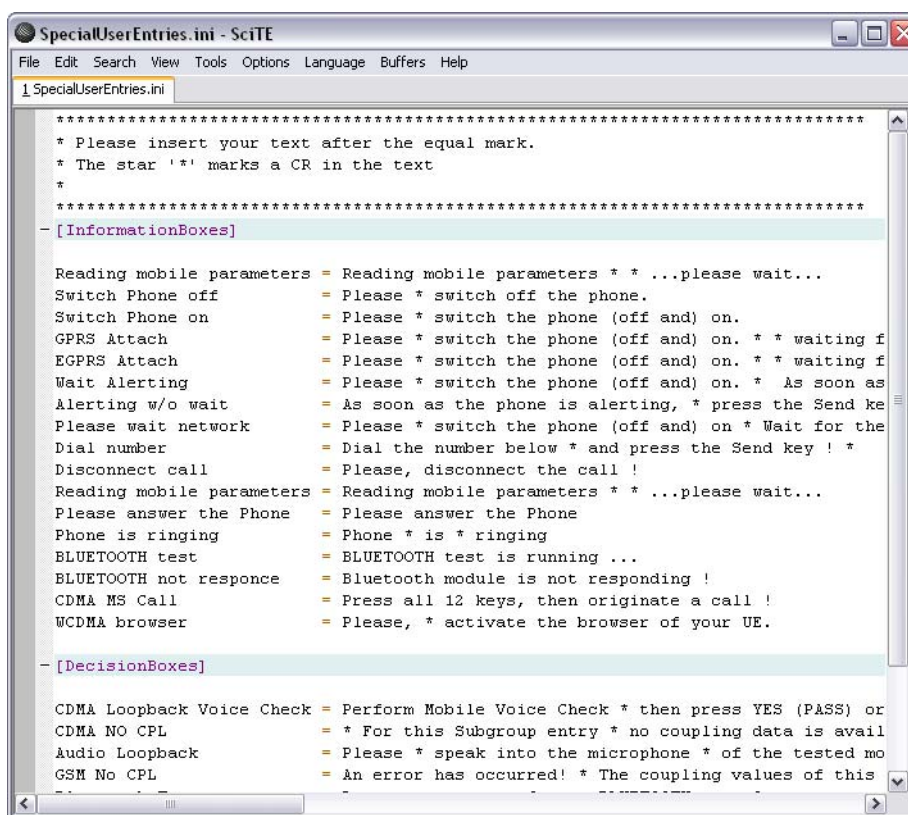 SpecialUserEntries.ini - SciTE
File Edit Search View Tools Options Language Buffers Help
1 SpecialUserEntries.ini
*******************************************************************************
* Please insert your text after the equal mark.
* The star '*' marks a CR in the text
*
*******************************************************************************
[InformationBoxes]
Reading mobile parameters = Reading mobile parameters * * ...please wait...
Switch Phone off = Please * switch off the phone.
Switch Phone on = Please * switch the phone (off and) on.
GPRS Attach = Please * switch the phone (off and) on. * * waiting f
EGPRS Attach = Please * switch the phone (off and) on. * * waiting f
Wait Alerting = Please * switch the phone (off and) on. * As soon as
Alerting w/o wait = As soon as the phone is alerting, * press the Send ke
Please wait network = Please * switch the phone (off and) on * Wait for the
Dial number = Dial the number below * and press the Send key ! *
Disconnect call = Please, disconnect the call !
Reading mobile parameters = Reading mobile parameters * * ...please wait...
Please answer the Phone = Please answer the Phone
Phone is ringing = Phone * is * ringing
BLUETOOTH test = BLUETOOTH test is running ...
BLUETOOTH not responce = Bluetooth module is not responding !
CDMA MS Call = Press all 12 keys, then originate a call !
WCDMA browser = Please, * activate the browser of your UE.
[DecisionBoxes]
CDMA Loopback Voice Check = Perform Mobile Voice Check * then press YES (PASS) or
CDMA NO CPL = * For this Subgroup entry * no coupling data is avail
Audio Loopback = Please * speak into the microphone * of the tested mo
GSM No CPL = An error has occurred! * The coupling values of this